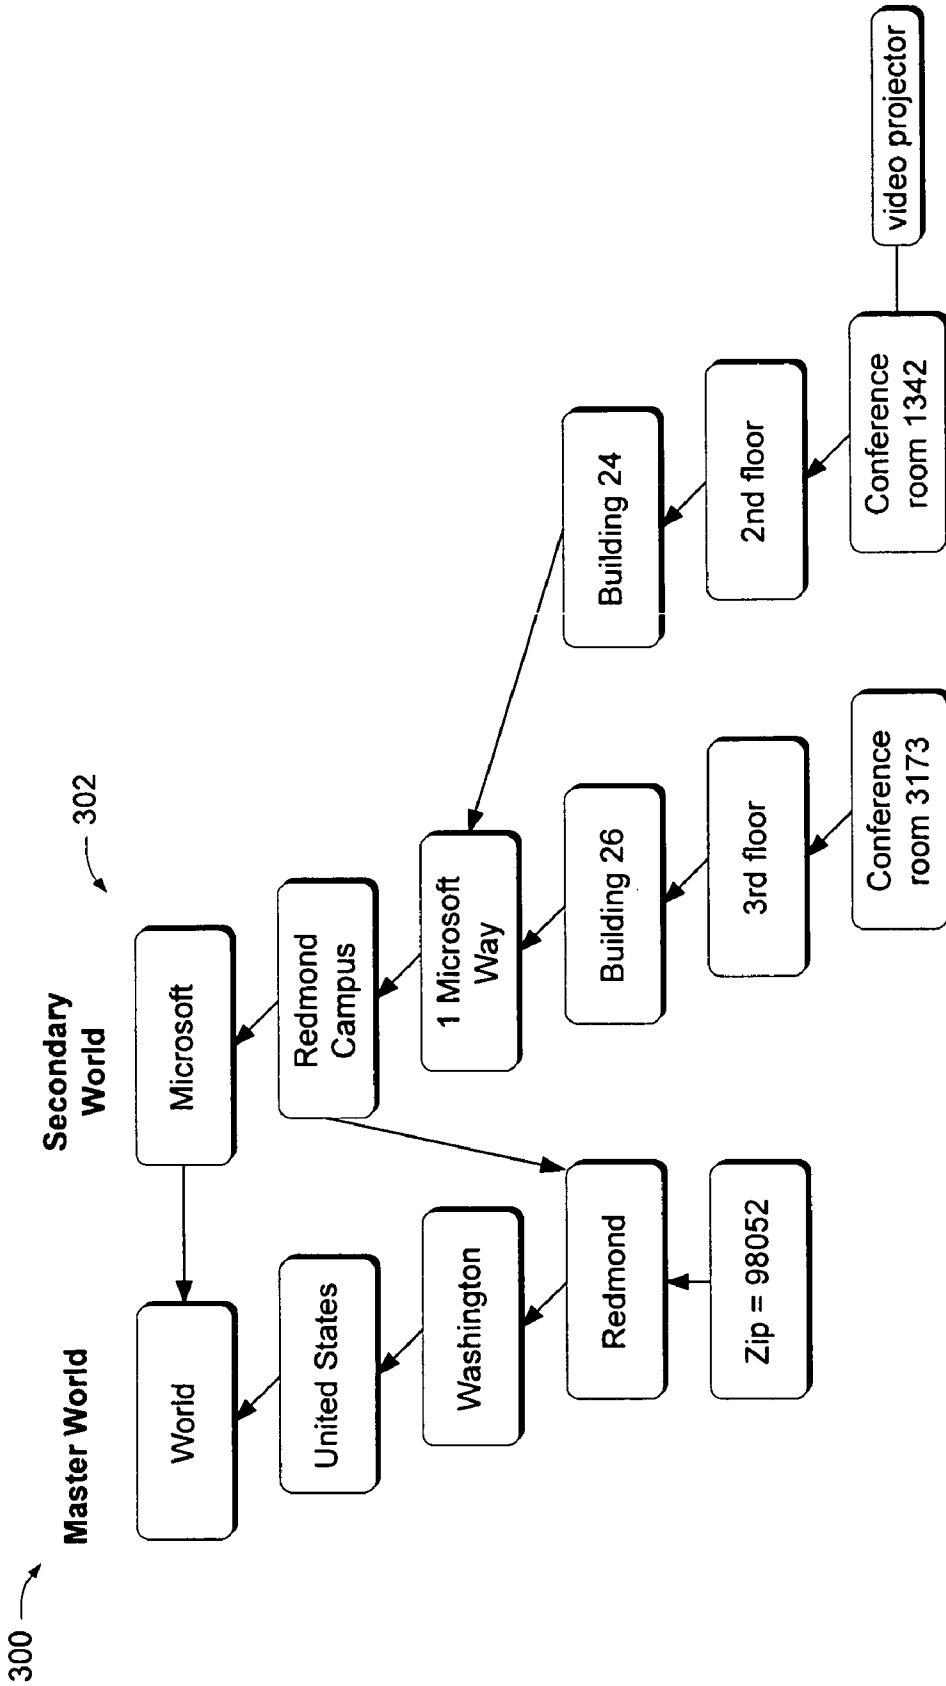 300
Master World
Secondary
World
302
World
Microsoft
United States
Redmond
Campus
Washington
1 Microsoft
Way
Redmond
Building 26
Building 24
Zip = 98052
3rd floor
2nd floor
Conference
room 3173
Conference
room 1342
video projector